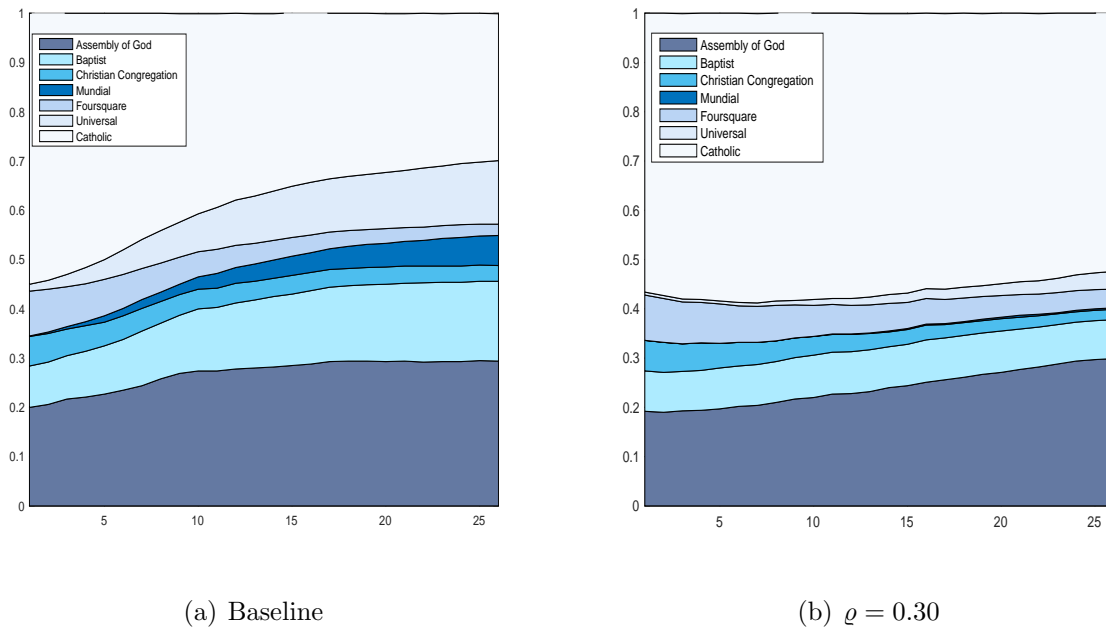 1
0.9
0.8
0.7
0.6
0.5
0.4
0.3
0.2
0.1
0
5
10
15
20
25
Assembly of God
Baptist
Christian Congregation
Mundial
Foursquare
Universal
Catholic
(a) Baseline
1
0.9
0.8
0.7
0.6
0.5
0.4
0.3
0.2
0.1
0
5
10
15
20
25
Assembly of God
Baptist
Christian Congregation
Mundial
Foursquare
Universal
Catholic
(b) ϱ = 0.30